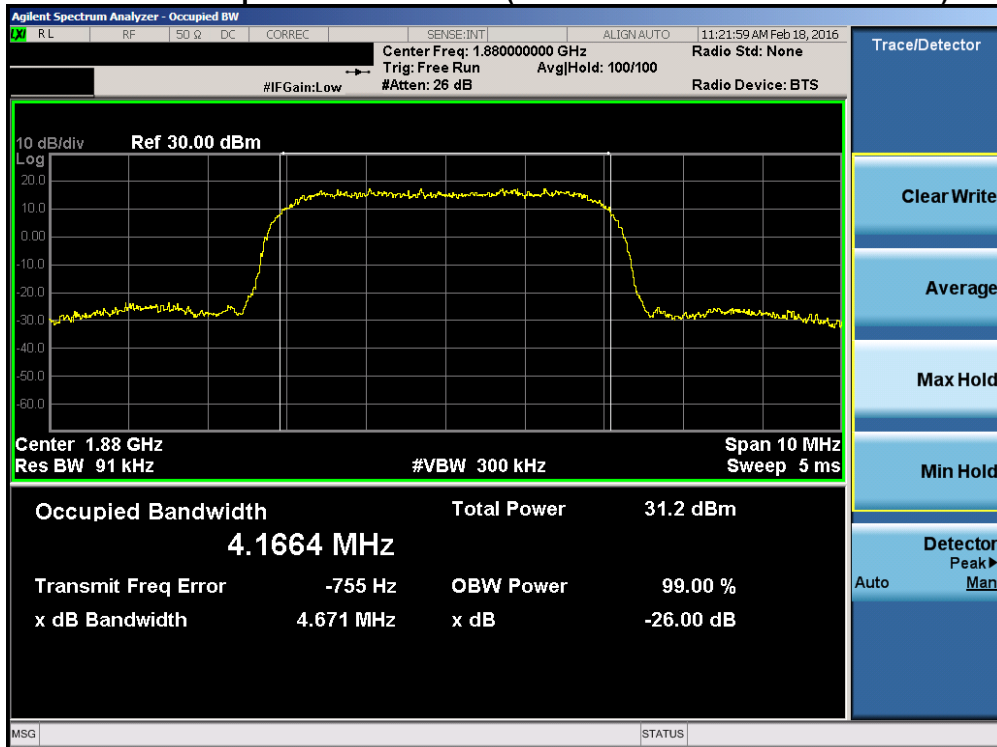 Agilent Spectrum Analyzer - Occupied BW
LXI RL RF 50 Ω DC CORREC SENSE:INT ALIGN AUTO 11:21:59 AM Feb 18, 2016
Center Freq: 1.880000000 GHz Radio Std: None
Trig: Free Run Avg|Hold: 100/100
#IFGain:Low #Atten: 26 dB Radio Device: BTS
10 dB/div Ref 30.00 dBm
Log
20.0
10.0
0.00
-10.0
-20.0
-30.0
-40.0
-50.0
-60.0
Center 1.88 GHz Span 10 MHz
Res BW 91 kHz #VBW 300 kHz Sweep 5 ms
Occupied Bandwidth Total Power 31.2 dBm
4.1664 MHz
Transmit Freq Error -755 Hz OBW Power 99.00 %
x dB Bandwidth 4.671 MHz x dB -26.00 dB
Trace/Detector
Clear Write
Average
Max Hold
Min Hold
Detector
Peak▶
Auto Man
MSG STATUS